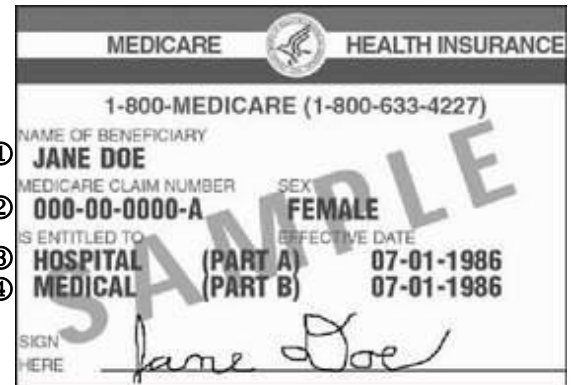 MEDICARE HEALTH INSURANCE
1-800-MEDICARE (1-800-633-4227)
① NAME OF BENEFICIARY
JANE DOE
MEDICARE CLAIM NUMBER SEX
② 000-00-0000-A FEMALE
IS ENTITLED TO EFFECTIVE DATE
③ HOSPITAL (PART A) 07-01-1986
④ MEDICAL (PART B) 07-01-1986
SIGN
HERE Jane Doe
SAMPLE